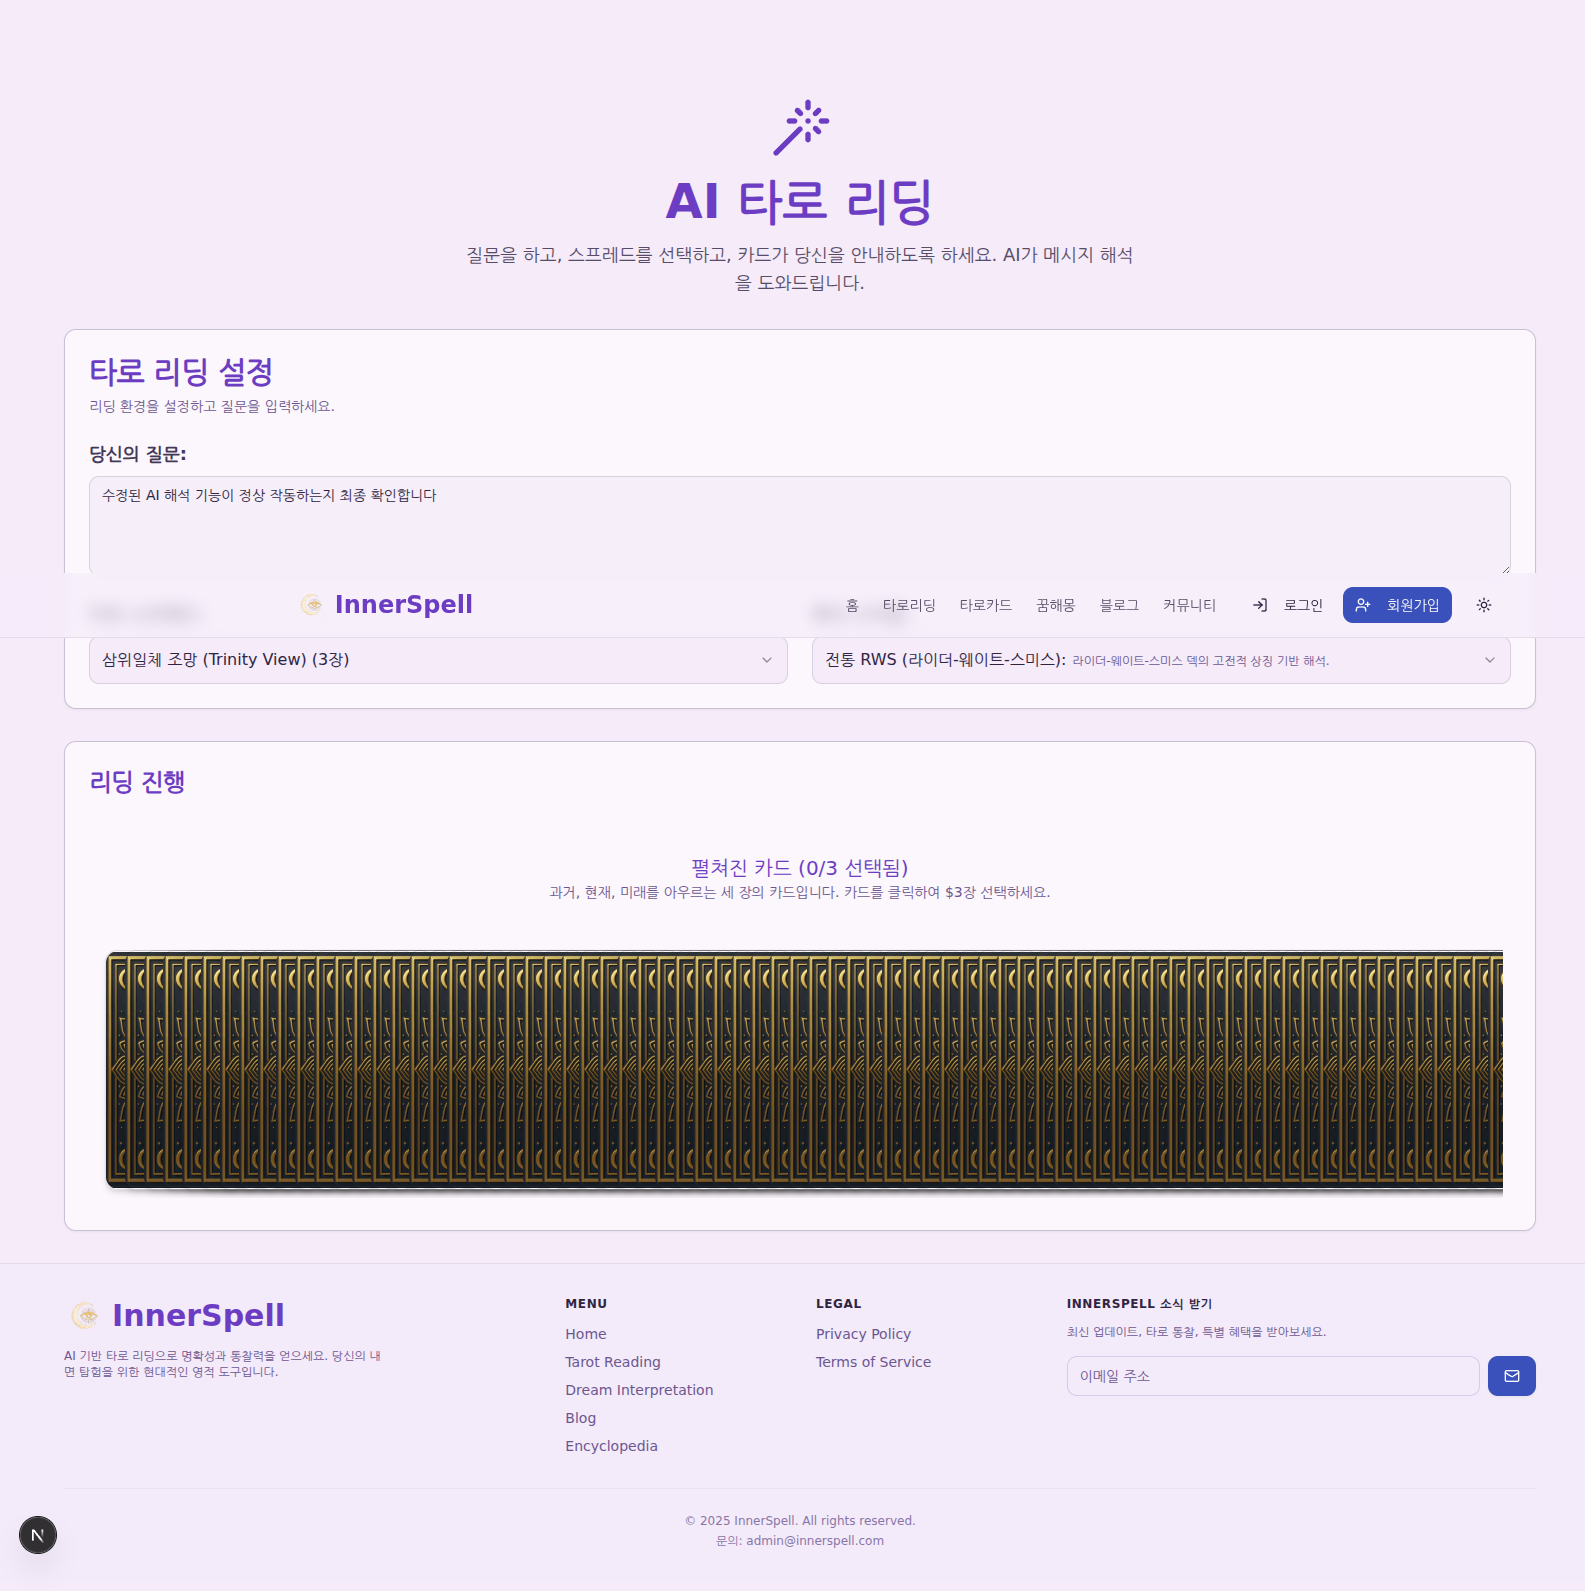 AI 타로 리딩
질문을 하고, 스프레드를 선택하고, 카드가 당신을 안내하도록 하세요. AI가 메시지 해석
을 도와드립니다.
타로 리딩 설정
리딩 환경을 설정하고 질문을 입력하세요.
당신의 질문:
수정된 AI 해석 기능이 정상 작동하는지 최종 확인합니다
InnerSpell 홈 타로리딩 타로카드 꿈해몽 블로그 커뮤니티 로그인 회원가입
삼위일체 조망 (Trinity View) (3장)
전통 RWS (라이더-웨이트-스미스): 라이더-웨이트-스미스 덱의 고전적 상징 기반 해석.
리딩 진행
펼쳐진 카드 (0/3 선택됨)
과거, 현재, 미래를 아우르는 세 장의 카드입니다. 카드를 클릭하여 $3장 선택하세요.
InnerSpell
AI 기반 타로 리딩으로 명확성과 통찰력을 얻으세요. 당신의 내
면 탐험을 위한 현대적인 영적 도구입니다.
MENU
Home
Tarot Reading
Dream Interpretation
Blog
Encyclopedia
LEGAL
Privacy Policy
Terms of Service
INNERSPELL 소식 받기
최신 업데이트, 타로 통찰, 특별 혜택을 받아보세요.
이메일 주소
© 2025 InnerSpell. All rights reserved.
문의: admin@innerspell.com
N